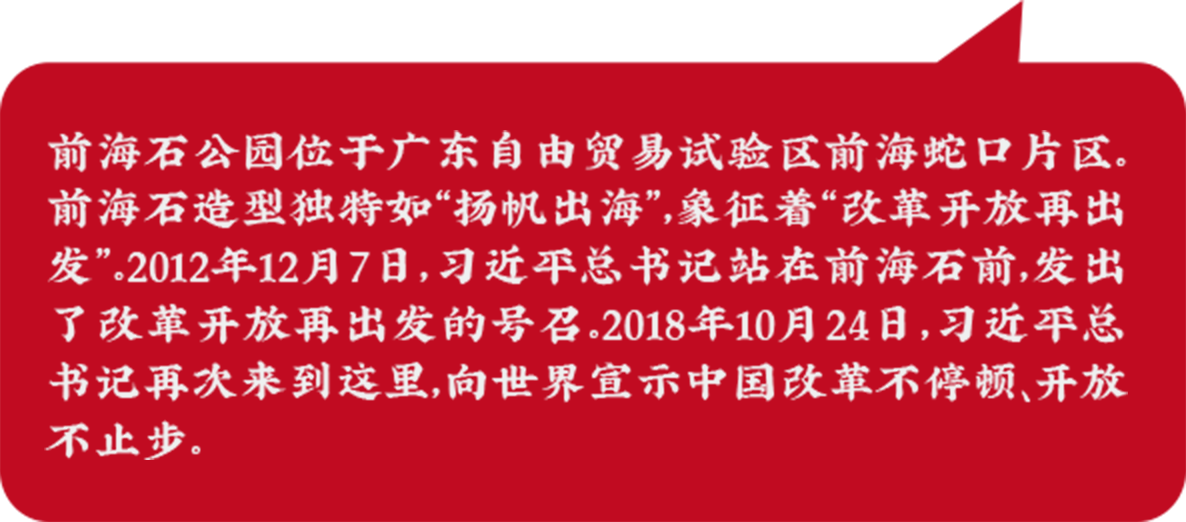 前海石公园位于广东自由贸易试验区前海蛇口片区。
前海石造型独特如“扬帆出海”,象征着“改革开放再出
发”。2012年12月7日,习近平总书记站在前海石前,发出
了改革开放再出发的号召。2018年10月24日,习近平总
书记再次来到这里,向世界宣示中国改革不停顿、开放
不止步。